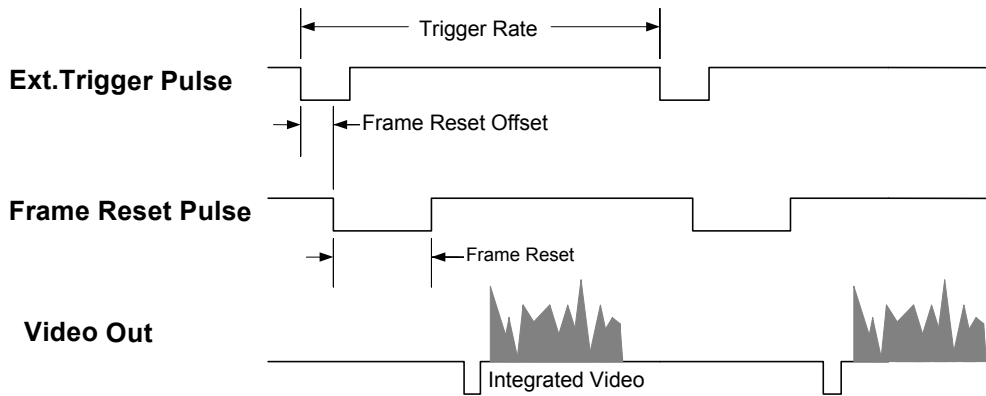 Trigger Rate
Ext.Trigger Pulse
Frame Reset Offset
Frame Reset Pulse
Frame Reset
Video Out
Integrated Video